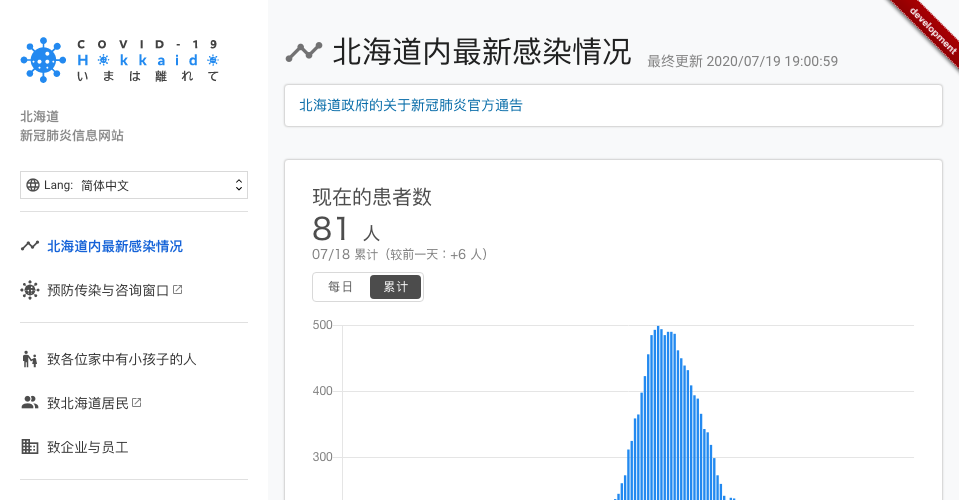 COVID-19
Hokkaido
いまは離れて
北海道
新冠肺炎信息网站
Lang: 简体中文
北海道内最新感染情况
预防传染与咨询窗口
致各位家中有小孩子的人
致北海道居民
致企业与员工
北海道内最新感染情况
最终更新 2020/07/19 19:00:59
development
北海道政府的关于新冠肺炎官方通告
现在的患者数
81 人
07/18 累计（较前一天：+6 人）
每日 累计
500
400
300